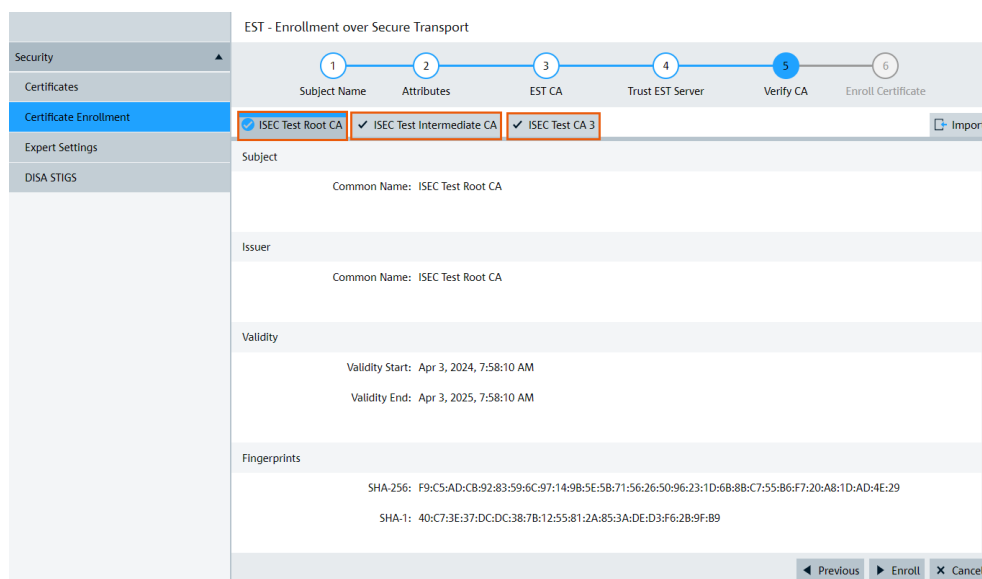 EST - Enrollment over Secure Transport
Security
Certificates
Certificate Enrollment
Expert Settings
DISA STIGS
1 2 3 4 5 6
Subject Name Attributes EST CA Trust EST Server Verify CA Enroll Certificate
ISEC Test Root CA ISEC Test Intermediate CA ISEC Test CA 3 Impor
Subject
Common Name: ISEC Test Root CA
Issuer
Common Name: ISEC Test Root CA
Validity
Validity Start: Apr 3, 2024, 7:58:10 AM
Validity End: Apr 3, 2025, 7:58:10 AM
Fingerprints
SHA-256: F9:C5:AD:CB:92:83:59:6C:97:14:9B:5E:5B:71:56:26:50:96:23:1D:6B:8B:C7:55:B6:F7:20:A8:1D:AD:4E:29
SHA-1: 40:C7:3E:37:DC:DC:38:7B:12:55:81:2A:85:3A:DE:D3:F6:2B:9F:B9
Previous Enroll Cancel